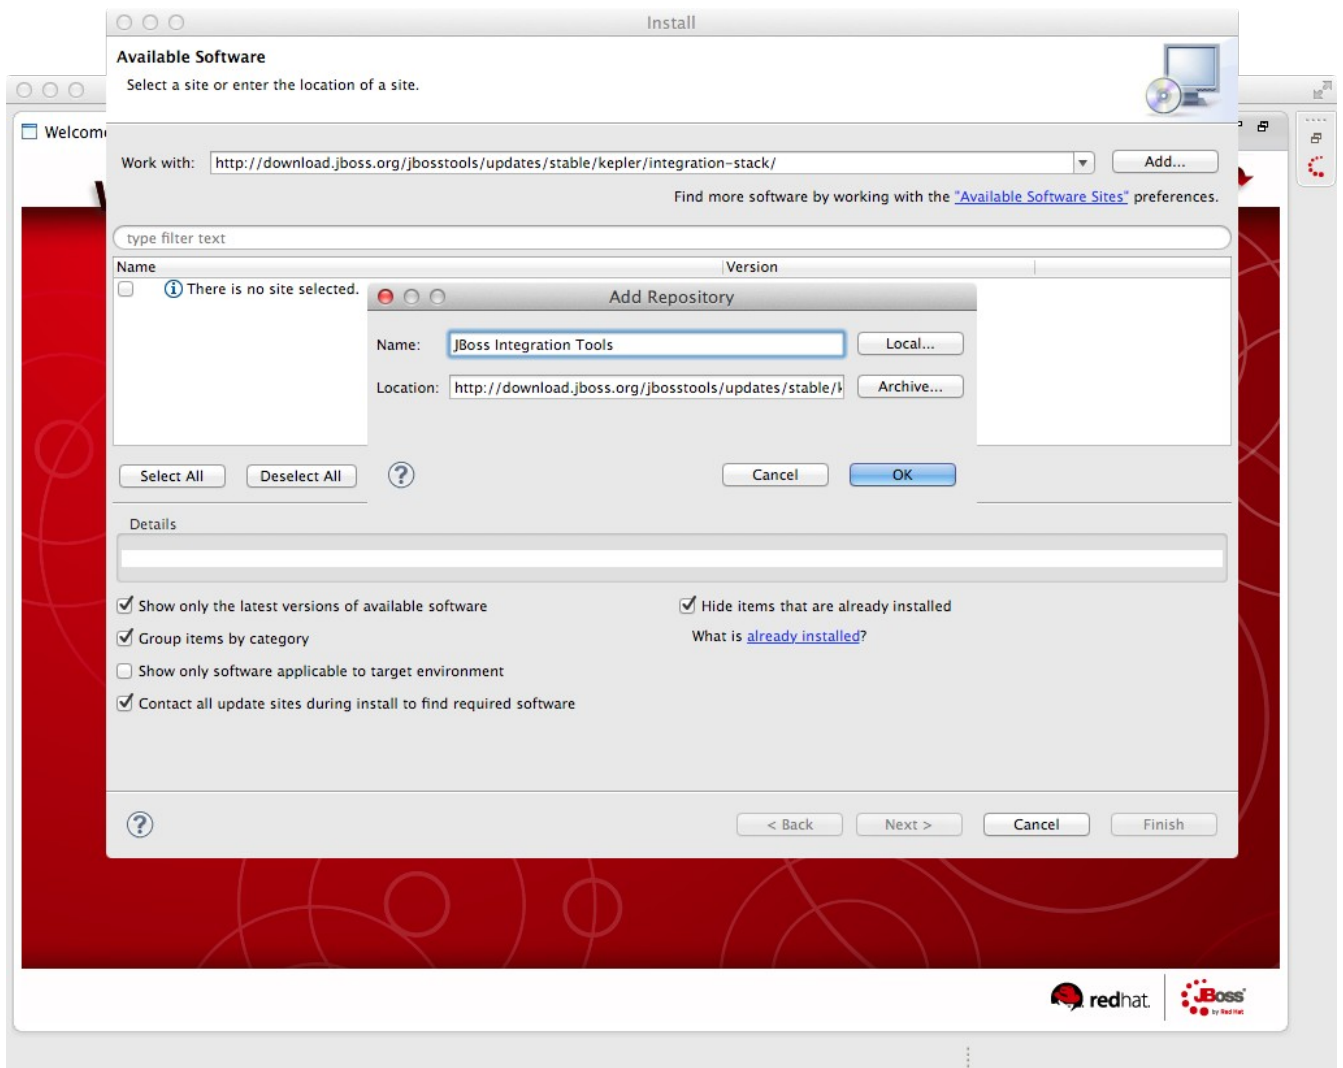 Install
Available Software
Select a site or enter the location of a site.
Welcom
Work with: http://download.jboss.org/jbosstools/updates/stable/kepler/integration-stack/ Add...
Find more software by working with the "Available Software Sites" preferences.
type filter text
Name Version
There is no site selected.
Add Repository
Name: JBoss Integration Tools Local...
Location: http://download.jboss.org/jbosstools/updates/stable/k Archive...
Select All Deselect All ? Cancel OK
Details
Show only the latest versions of available software Hide items that are already installed
Group items by category What is already installed?
Show only software applicable to target environment
Contact all update sites during install to find required software
? < Back Next > Cancel Finish
redhat. JBoss
by Red Hat